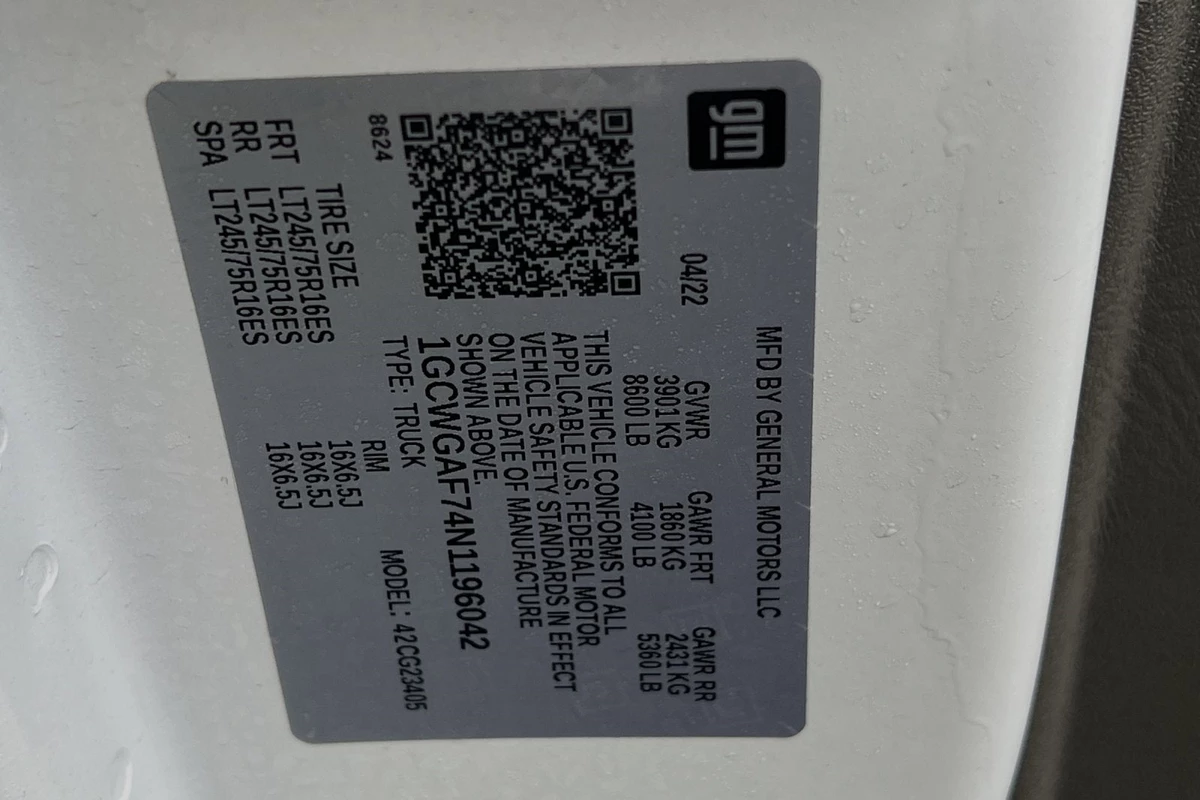 gm
MFD BY GENERAL MOTORS LLC
04/22 GVWR GAWR FRT GAWR RR
3901 KG 1860 KG 2431 KG
8600 LB 4100 LB 5360 LB
THIS VEHICLE CONFORMS TO ALL
APPLICABLE U.S. FEDERAL MOTOR
VEHICLE SAFETY STANDARDS IN EFFECT
ON THE DATE OF MANUFACTURE
SHOWN ABOVE.
1GCWGAF74N1196042
8624 TYPE: TRUCK MODEL: 42CG23405
TIRE SIZE RIM
FRT LT245/75R16ES 16X6.5J
RR LT245/75R16ES 16X6.5J
SPA LT245/75R16ES 16X6.5J